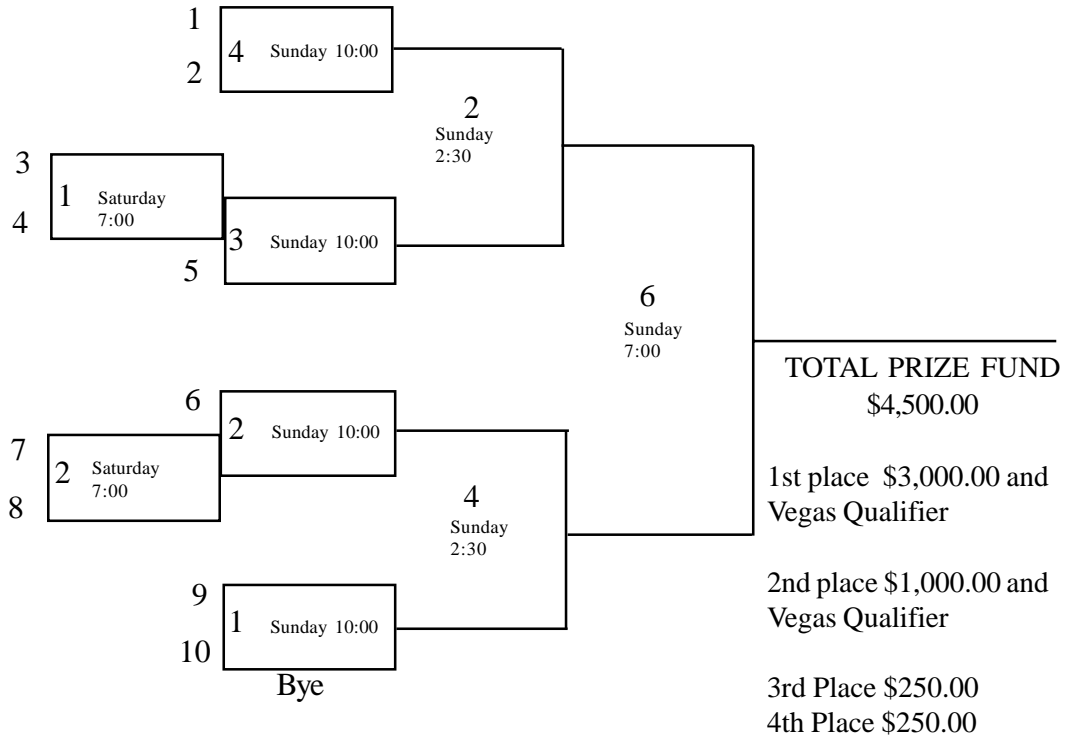 1
4 Sunday 10:00
2
2
Sunday
2:30
3
1 Saturday
7:00
4
3 Sunday 10:00
5
6
Sunday
7:00
TOTAL PRIZE FUND
$4,500.00
6
2 Sunday 10:00
7
2 Saturday
7:00
8
4
Sunday
2:30
1st place $3,000.00 and
Vegas Qualifier
9
1 Sunday 10:00
10
Bye
2nd place $1,000.00 and
Vegas Qualifier
3rd Place $250.00
4th Place $250.00